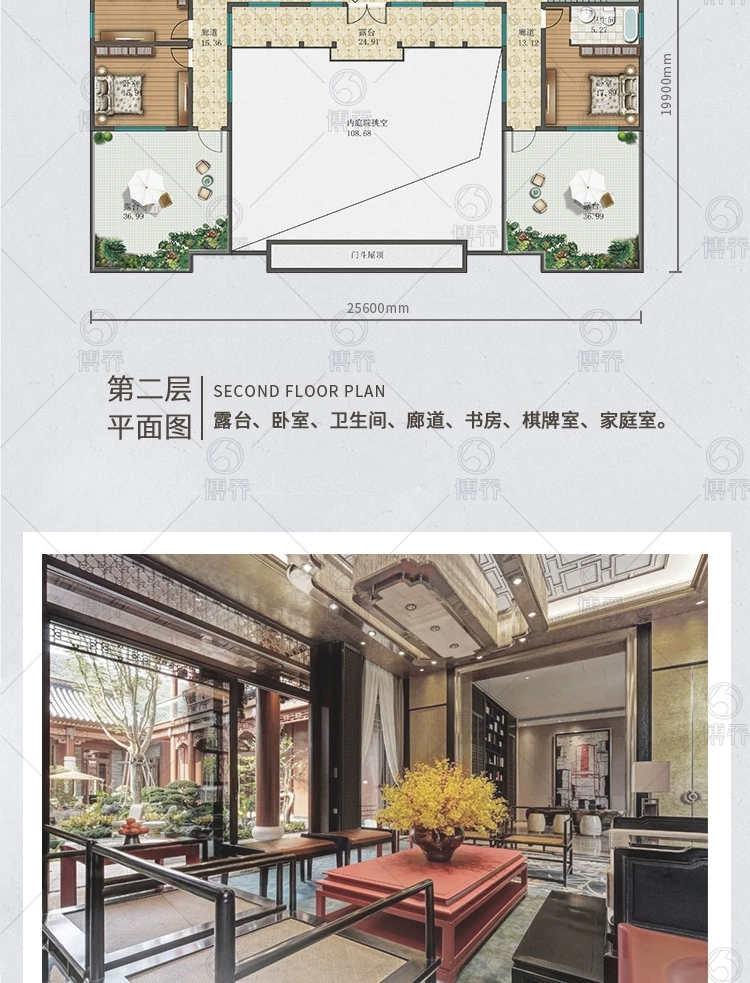 卫生间
5.27
廊道
15.36
露台
24.91
廊道
13.12
卧室
卧室
17.89
19900mm
内庭院挑空
108.68
露台
36.99
露台
36.99
门斗屋顶
25600mm
第二层
平面图
SECOND FLOOR PLAN
露台、卧室、卫生间、廊道、书房、棋牌室、家庭室。
博乔